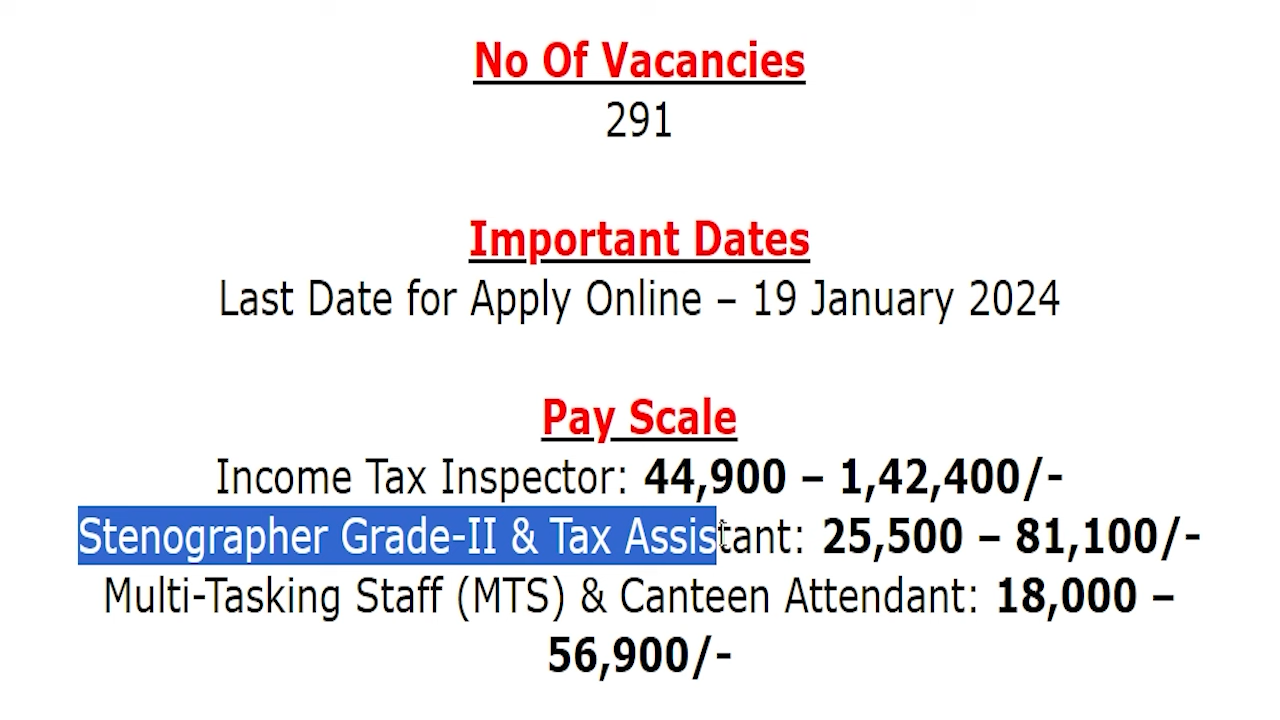 No Of Vacancies
291
Important Dates
Last Date for Apply Online – 19 January 2024
Pay Scale
Income Tax Inspector: 44,900 – 1,42,400/-
Stenographer Grade-II & Tax Assistant: 25,500 – 81,100/-
Multi-Tasking Staff (MTS) & Canteen Attendant: 18,000 –
56,900/-